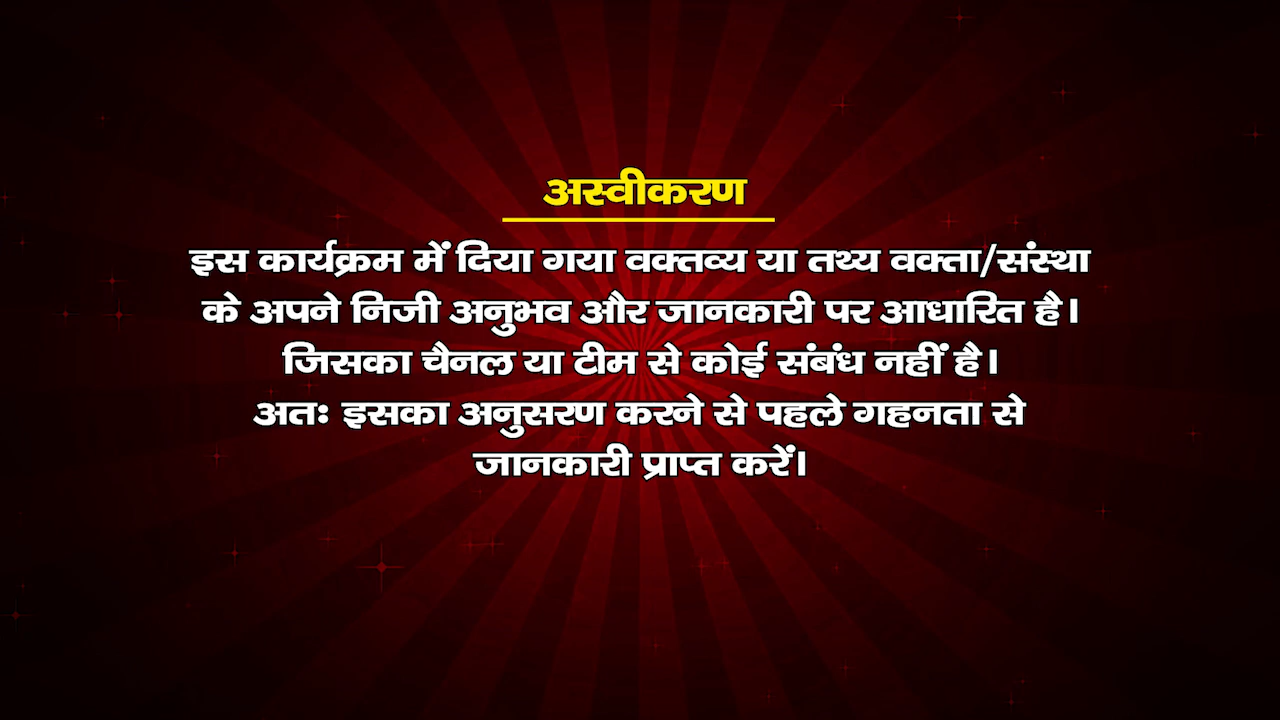 अस्वीकरण
इस कार्यक्रम में दिया गया वक्तव्य या तथ्य वक्ता/संस्था
के अपने निजी अनुभव और जानकारी पर आधारित है।
जिसका चैनल या टीम से कोई संबंध नहीं है।
अतः इसका अनुसरण करने से पहले गहनता से
जानकारी प्राप्त करें।